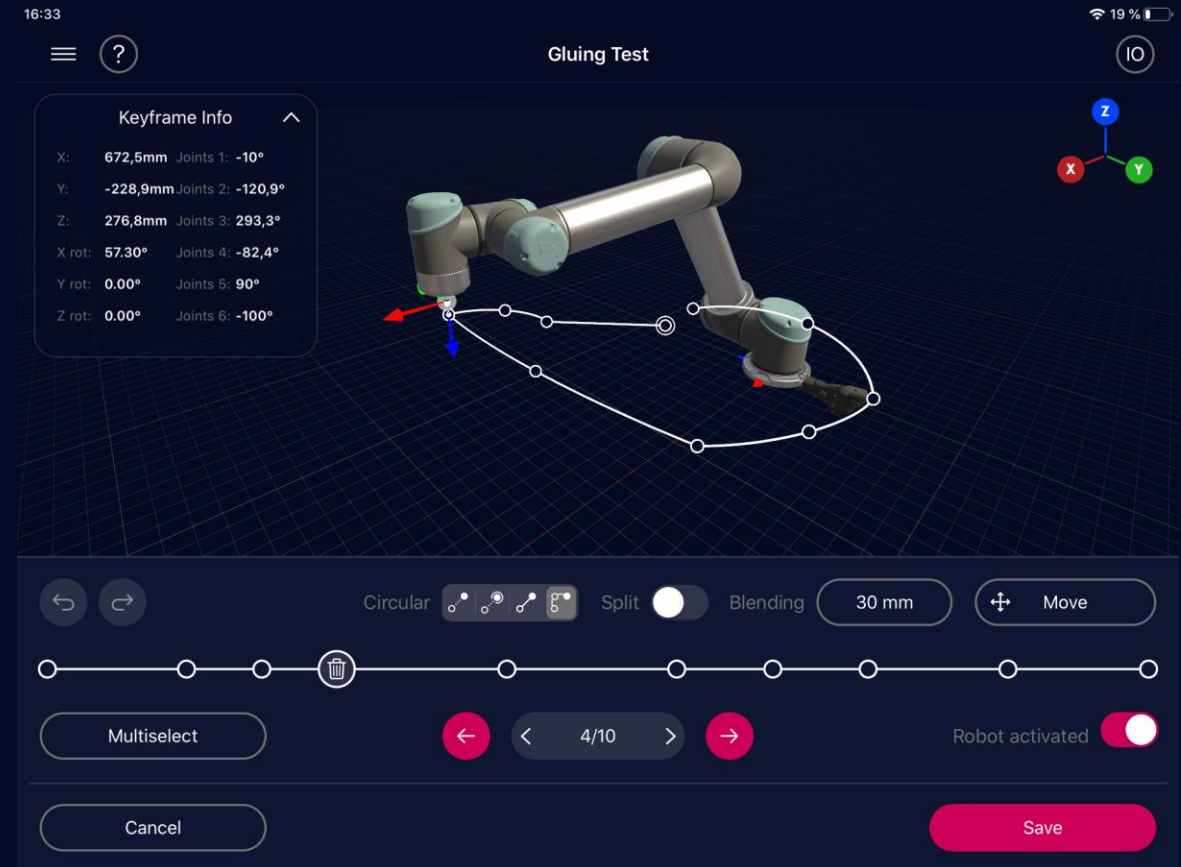 16:33
19 %
?
Gluing Test
IO
Keyframe Info
X: 672,5mm Joints 1: -10°
Y: -228,9mm Joints 2: -120,9°
Z: 276,8mm Joints 3: 293,3°
X rot: 57.30° Joints 4: -82,4°
Y rot: 0.00° Joints 5: 90°
Z rot: 0.00° Joints 6: -100°
Z
X
Y
Circular
Split
Blending
30 mm
Move
Multiselect
4/10
Robot activated
Cancel
Save